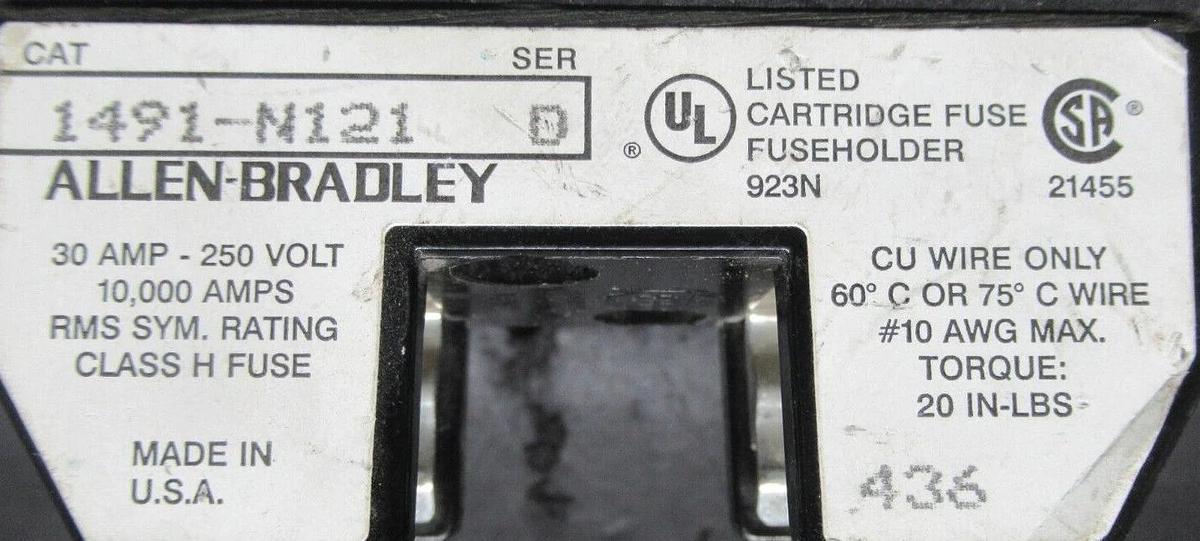 CAT SER
1491-N121 D
ALLEN-BRADLEY
30 AMP - 250 VOLT
10,000 AMPS
RMS SYM. RATING
CLASS H FUSE
MADE IN
U.S.A.
UL
®
LISTED
CARTRIDGE FUSE
FUSEHOLDER
923N
SA ®
21455
CU WIRE ONLY
60° C OR 75° C WIRE
#10 AWG MAX.
TORQUE:
20 IN-LBS
436